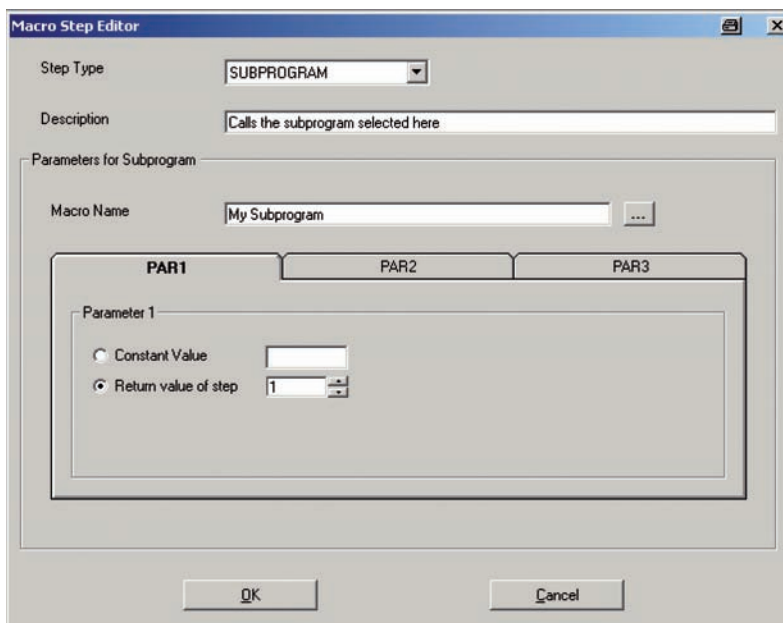 Macro Step Editor
Step Type SUBPROGRAM
Description Calls the subprogram selected here
Parameters for Subprogram
Macro Name My Subprogram ...
PAR1 PAR2 PAR3
Parameter 1
Constant Value
Return value of step 1
OK Cancel